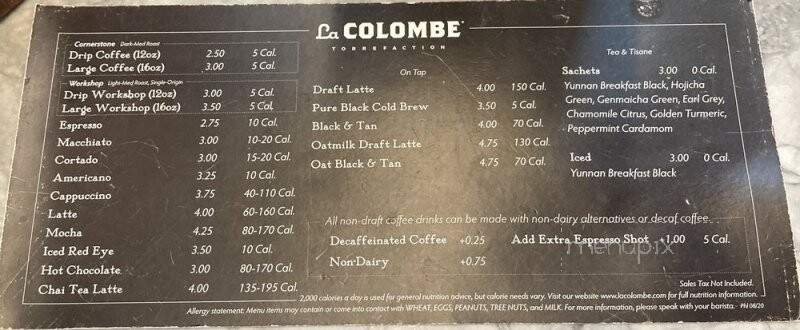 La COLOMBE
TORREFACTION
Cornerstone Dark-Med Roast
Drip Coffee (12oz) 2.50 5 Cal.
Large Coffee (16oz) 3.00 5 Cal.
Workshop Light-Med Roast, Single-Origin
Drip Workshop (12oz) 3.00 5 Cal.
Large Workshop (16oz) 3.50 5 Cal.
Espresso 2.75 10 Cal.
Macchiato 3.00 10-20 Cal.
Cortado 3.00 15-20 Cal.
Americano 3.25 10 Cal.
Cappuccino 3.75 40-110 Cal.
Latte 4.00 60-160 Cal.
Mocha 4.25 80-170 Cal.
Iced Red Eye 3.50 10 Cal.
Hot Chocolate 3.00 80-170 Cal.
Chai Tea Latte 4.00 135-195 Cal.
On Tap
Draft Latte 4.00 150 Cal.
Pure Black Cold Brew 3.50 5 Cal.
Black & Tan 4.00 70 Cal.
Oatmilk Draft Latte 4.75 130 Cal.
Oat Black & Tan 4.75 70 Cal.
Tea & Tisane
Sachets 3.00 0 Cal.
Yunnan Breakfast Black, Hojicha
Green, Genmaicha Green, Earl Grey,
Chamomile Citrus, Golden Turmeric,
Peppermint Cardamom
Iced 3.00 0 Cal.
Yunnan Breakfast Black
All non-draft coffee drinks can be made with non-dairy alternatives or decaf coffee.
Decaffeinated Coffee +0.25 Add Extra Espresso Shot +1.00 5 Cal.
Non-Dairy +0.75
menupix
Sales Tax Not Included.
2,000 calories a day is used for general nutrition advice, but calorie needs vary. Visit our website www.lacolombe.com for full nutrition information.
Allergy statement: Menu items may contain or come into contact with WHEAT, EGGS, PEANUTS, TREE NUTS, and MILK. For more information, please speak with your barista.- PH 08/20